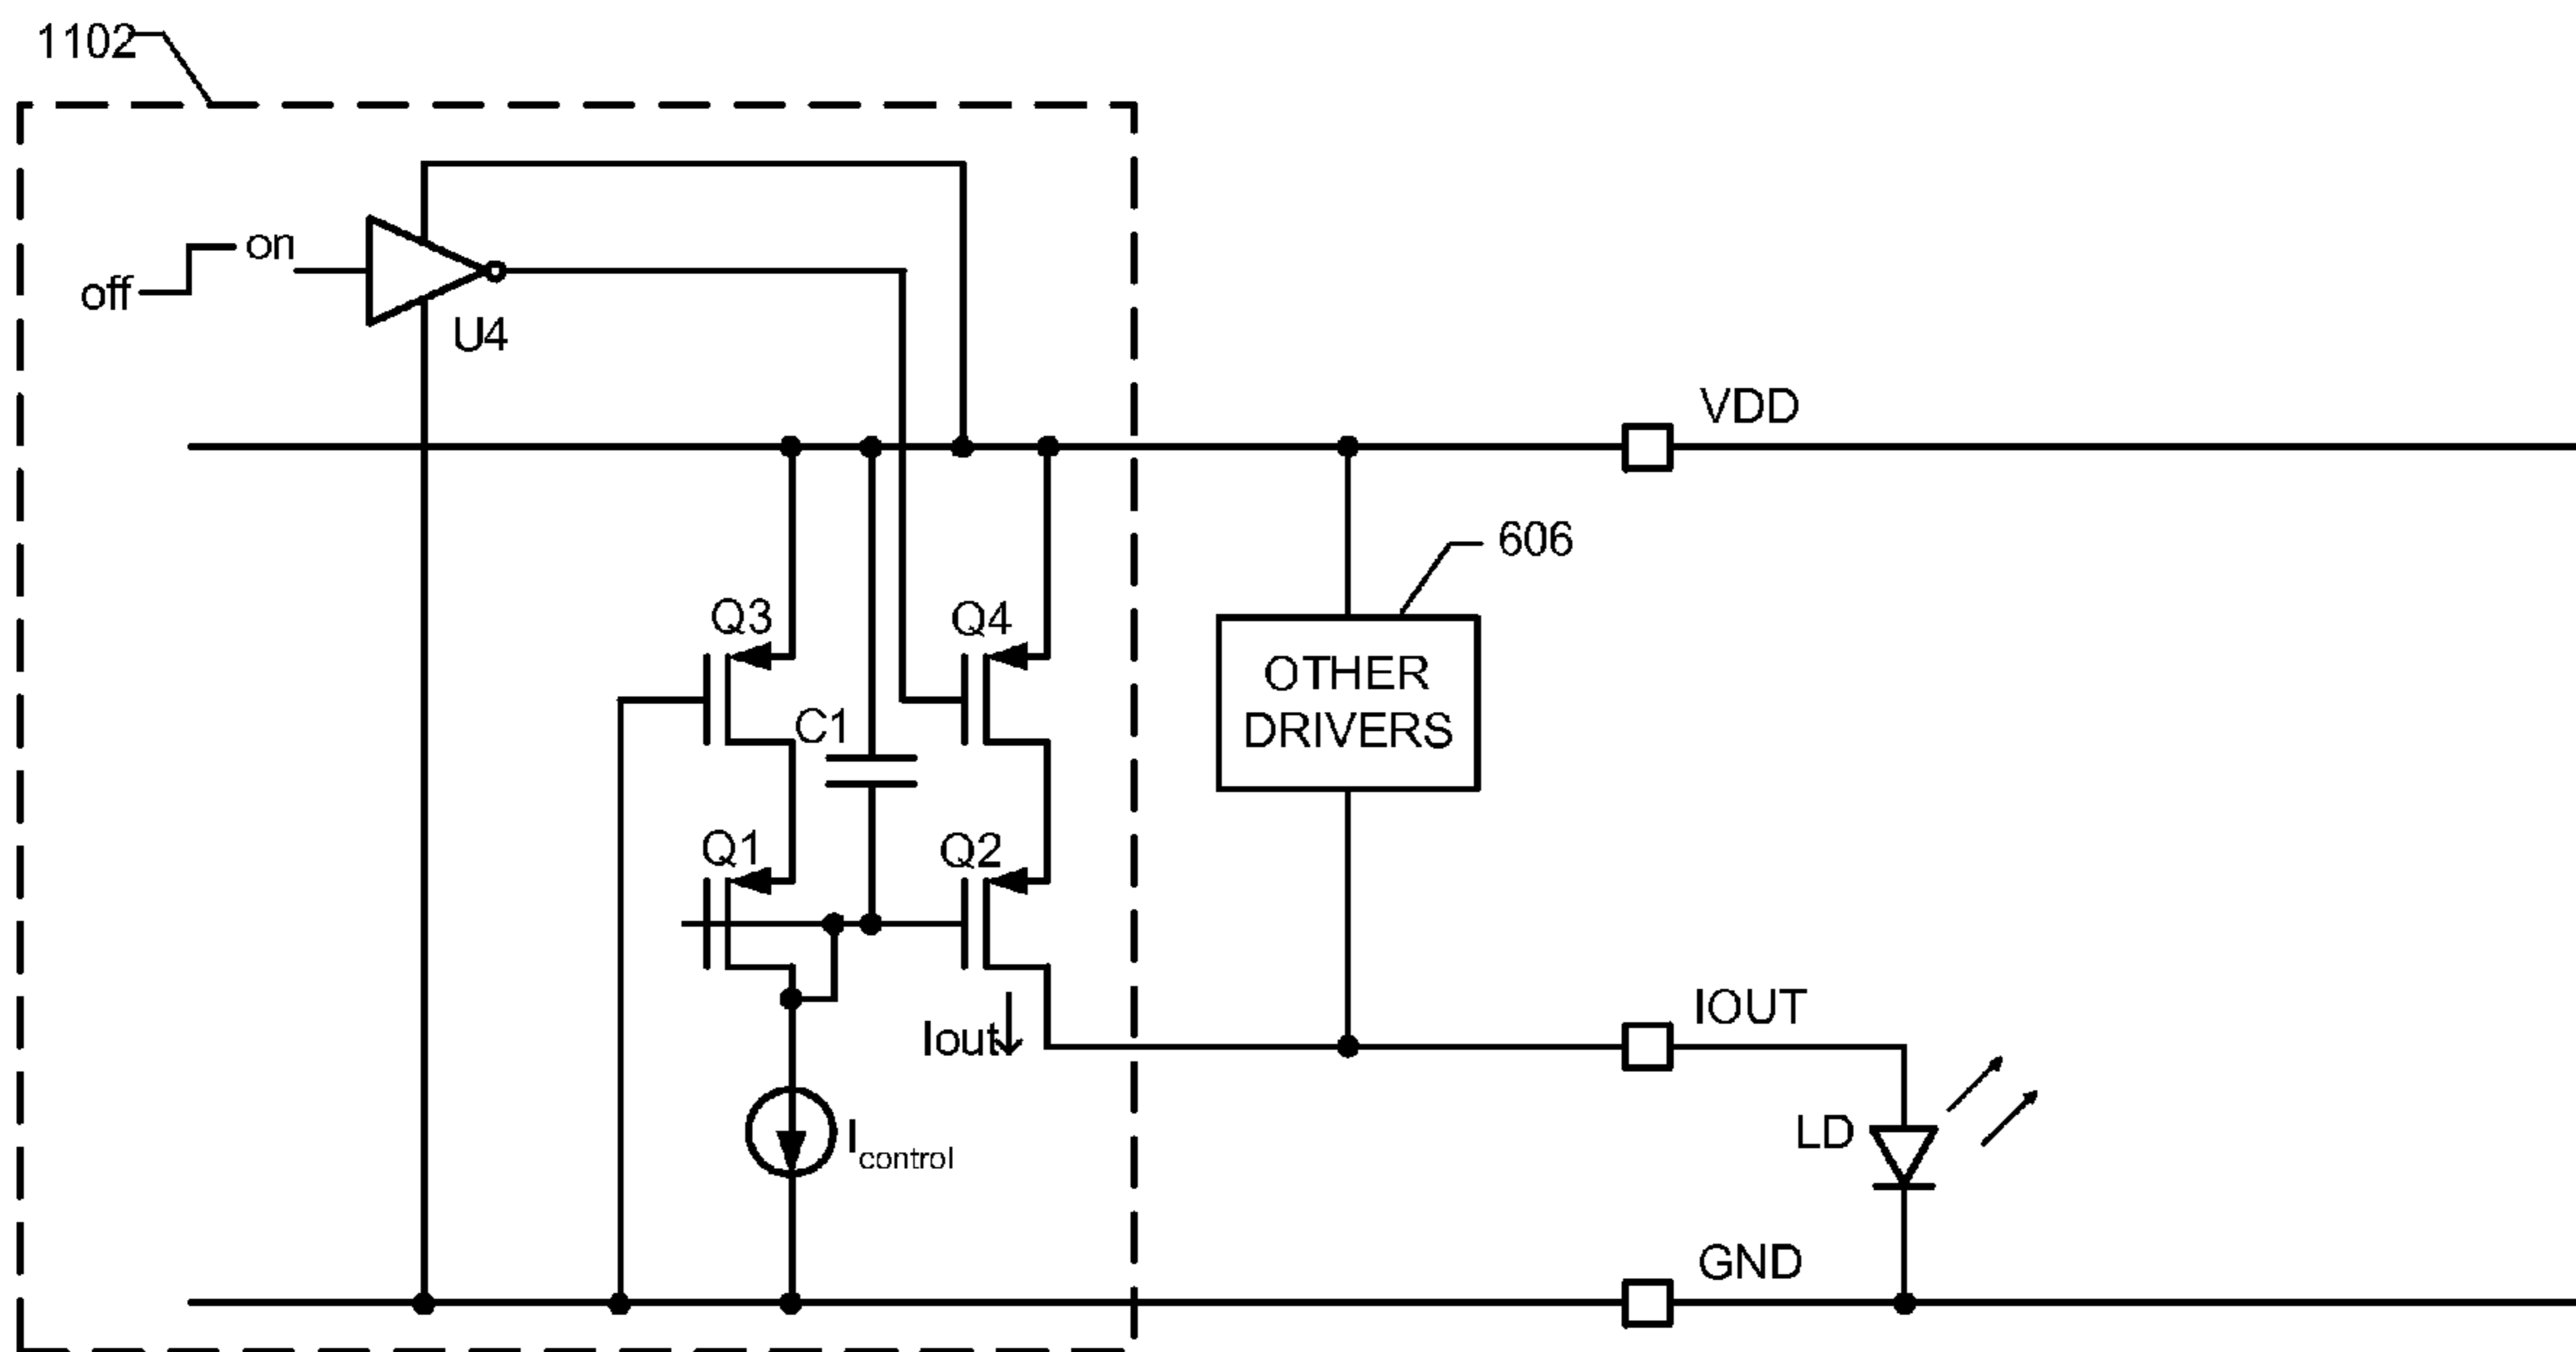 1102
on
off
U4
VDD
606
Q3
Q4
OTHER
DRIVERS
C1
Q1
Q2
IOUT
Iout
LD
Icontrol
GND